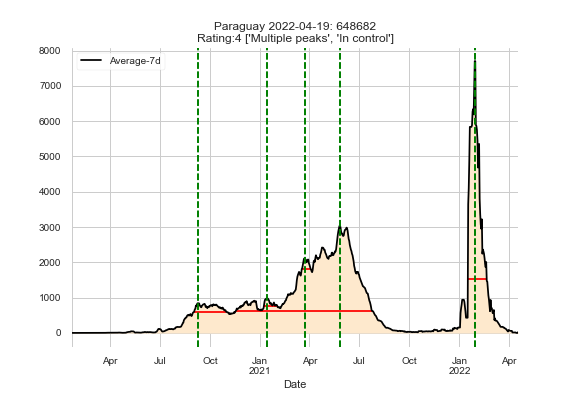 Paraguay 2022-04-19: 648682
Rating:4 ['Multiple peaks', 'In control']
Average-7d
8000
7000
6000
5000
4000
3000
2000
1000
0
Apr Jul Oct Jan Apr Jul Oct Jan Apr
2021 2022
Date